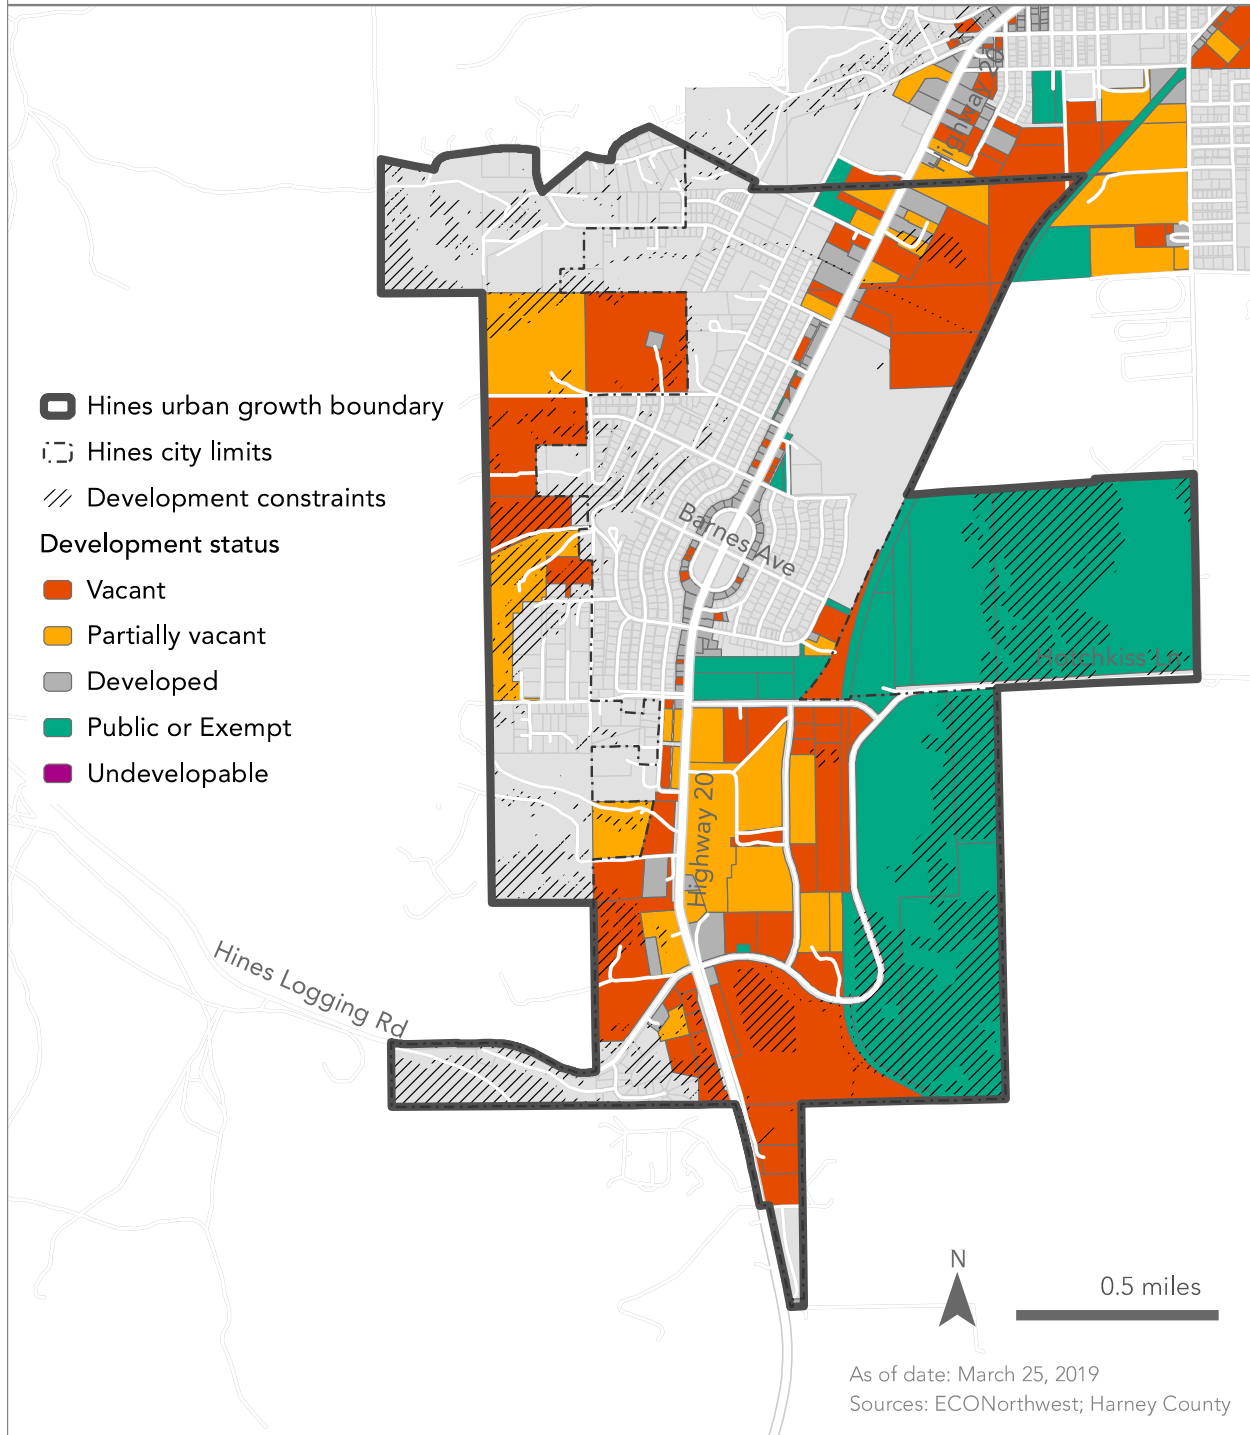 Highway 20
Hines urban growth boundary
Hines city limits
Development constraints
Development status
Vacant
Partially vacant
Developed
Public or Exempt
Undevelopable
Barnes Ave
Hotchkiss Ln
Highway 20
Hines Logging Rd
N
0.5 miles
As of date: March 25, 2019
Sources: ECONorthwest; Harney County